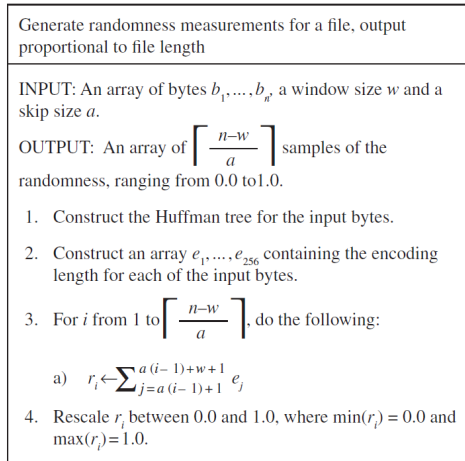 Generate randomness measurements for a file, output
proportional to file length
INPUT: An array of bytes b₁,...,bₙ, a window size w and a
skip size a.
OUTPUT: An array of ⌈(n–w)/a⌉ samples of the
randomness, ranging from 0.0 to1.0.
1. Construct the Huffman tree for the input bytes.
2. Construct an array e₁,...,e₂₅₆ containing the encoding
length for each of the input bytes.
3. For i from 1 to ⌈(n–w)/a⌉, do the following:
a) rᵢ←∑_{j=a (i– 1)+1}^{a (i– 1)+w+1} eⱼ
4. Rescale rᵢ between 0.0 and 1.0, where min(rᵢ) = 0.0 and
max(rᵢ)=1.0.